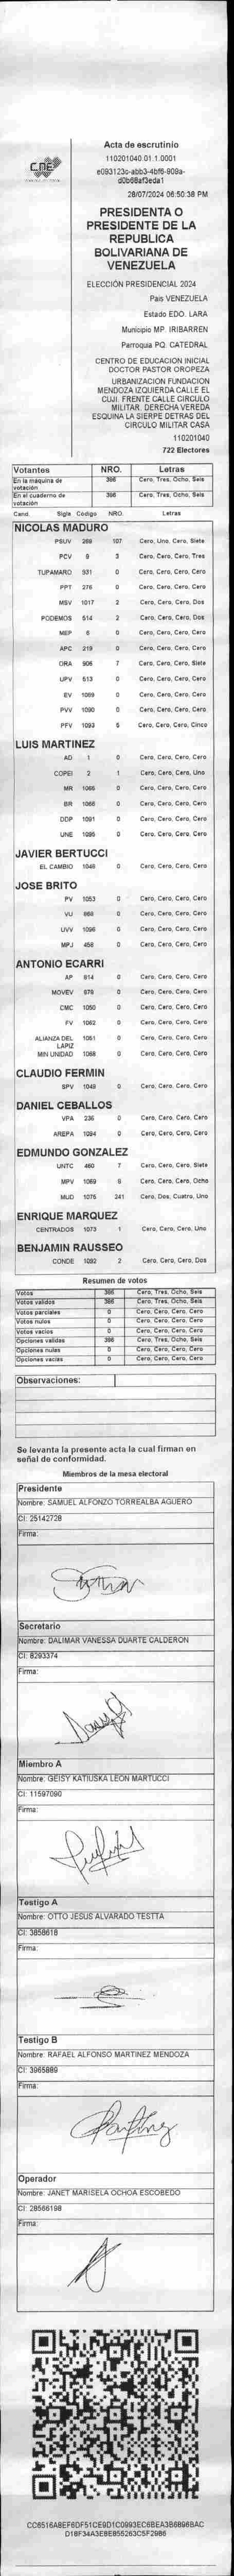 Acta de escrutinio
CNE
110201040.01.1.0001
28/07/2024 06:50:38 PM
PRESIDENTA O
PRESIDENTE DE LA
REPUBLICA
BOLIVARIANA DE
VENEZUELA
ELECCIÓN PRESIDENCIAL 2024
Pais VENEZUELA
Estado EDO. LARA
Municipio MP. IRIBARREN
Parroquia PQ. CATEDRAL
CENTRO DE EDUCACION INICIAL
DOCTOR PASTOR OROPEZA
URBANIZACION FUNDACION
MENDOZA IZQUIERDA CALLE EL
CUJI. FRENTE CALLE CIRCULO
MILITAR. DERECHA VEREDA
ESQUINA LA SIERPE DETRAS DEL
CIRCULO MILITAR CASA
110201040
722 Electores
Votantes NRO. Letras
En la máquina de votación 386 Cero, Tres, Ocho, Seis
En el cuaderno de votación 386 Cero, Tres, Ocho, Seis
Cand. Sigla Código NRO. Letras
NICOLAS MADURO
PSUV 268 107 Cero, Uno, Cero, Siete
PCV 9 3 Cero, Cero, Cero, Tres
TUPAMARO 931 0 Cero, Cero, Cero, Cero
PPT 276 0 Cero, Cero, Cero, Cero
MSV 1017 2 Cero, Cero, Cero, Dos
PODEMOS 514 2 Cero, Cero, Cero, Dos
MEP 6 0 Cero, Cero, Cero, Cero
APC 219 0 Cero, Cero, Cero, Cero
ORA 906 7 Cero, Cero, Cero, Siete
UPV 613 0 Cero, Cero, Cero, Cero
EV 1089 0 Cero, Cero, Cero, Cero
PVV 1090 0 Cero, Cero, Cero, Cero
PFV 1093 5 Cero, Cero, Cero, Cinco
LUIS MARTINEZ
AD 1 0 Cero, Cero, Cero, Cero
COPEI 2 1 Cero, Cero, Cero, Uno
MR 1065 0 Cero, Cero, Cero, Cero
BR 1068 0 Cero, Cero, Cero, Cero
DDP 1091 0 Cero, Cero, Cero, Cero
UNE 1095 0 Cero, Cero, Cero, Cero
JAVIER BERTUCCI
EL CAMBIO 1048 0 Cero, Cero, Cero, Cero
JOSE BRITO
PV 1053 0 Cero, Cero, Cero, Cero
VU 868 0 Cero, Cero, Cero, Cero
UVV 1096 0 Cero, Cero, Cero, Cero
MPJ 458 0 Cero, Cero, Cero, Cero
ANTONIO ECARRI
AP 814 0 Cero, Cero, Cero, Cero
MOVEV 879 0 Cero, Cero, Cero, Cero
CMC 1050 0 Cero, Cero, Cero, Cero
FV 1062 0 Cero, Cero, Cero, Cero
ALIANZA DEL LAPIZ 1051 0 Cero, Cero, Cero, Cero
MIN UNIDAD 1088 0 Cero, Cero, Cero, Cero
CLAUDIO FERMIN
SPV 1049 0 Cero, Cero, Cero, Cero
DANIEL CEBALLOS
VPA 236 0 Cero, Cero, Cero, Cero
AREPA 1094 0 Cero, Cero, Cero, Cero
EDMUNDO GONZALEZ
UNTC 460 7 Cero, Cero, Cero, Siete
MPV 1069 Cero, Cero, Cero, Ocho
MUD 1075 241 Cero, Dos, Cuatro, Uno
ENRIQUE MARQUEZ
CENTRADOS 1073 1 Cero, Cero, Cero, Uno
BENJAMIN RAUSSEO
CONDE 1092 2 Cero, Cero, Cero, Dos
Resumen de votos
Votos 386 Cero, Tres, Ocho, Seis
Votos validos 386 Cero, Tres, Ocho, Seis
Votos parciales 0 Cero, Cero, Cero, Cero
Votos nulos 0 Cero, Cero, Cero, Cero
Votos vacios 0 Cero, Cero, Cero, Cero
Opciones validas 386 Cero, Tres, Ocho, Seis
Opciones nulas 0 Cero, Cero, Cero, Cero
Opciones vacias 0 Cero, Cero, Cero, Cero
Observaciones:
Se levanta la presente acta la cual firman en
señal de conformidad.
Miembros de la mesa electoral
Presidente
Nombre: SAMUEL ALFONZO TORREALBA AGUERO
CI: 25142728
Firma:
Secretario
Nombre: DALIMAR VANESSA DUARTE CALDERON
CI: 8293374
Firma:
Miembro A
Nombre: GEISY KATIUSKA LEON MARTUCCI
CI: 11597090
Firma:
Testigo A
Nombre: OTTO JESUS ALVARADO TESTTA
CI: 3858618
Firma:
Testigo B
Nombre: RAFAEL ALFONSO MARTINEZ MENDOZA
CI: 3965889
Firma:
Operador
Nombre: JANET MARISELA OCHOA ESCOBEDO
CI: 28566198
Firma: